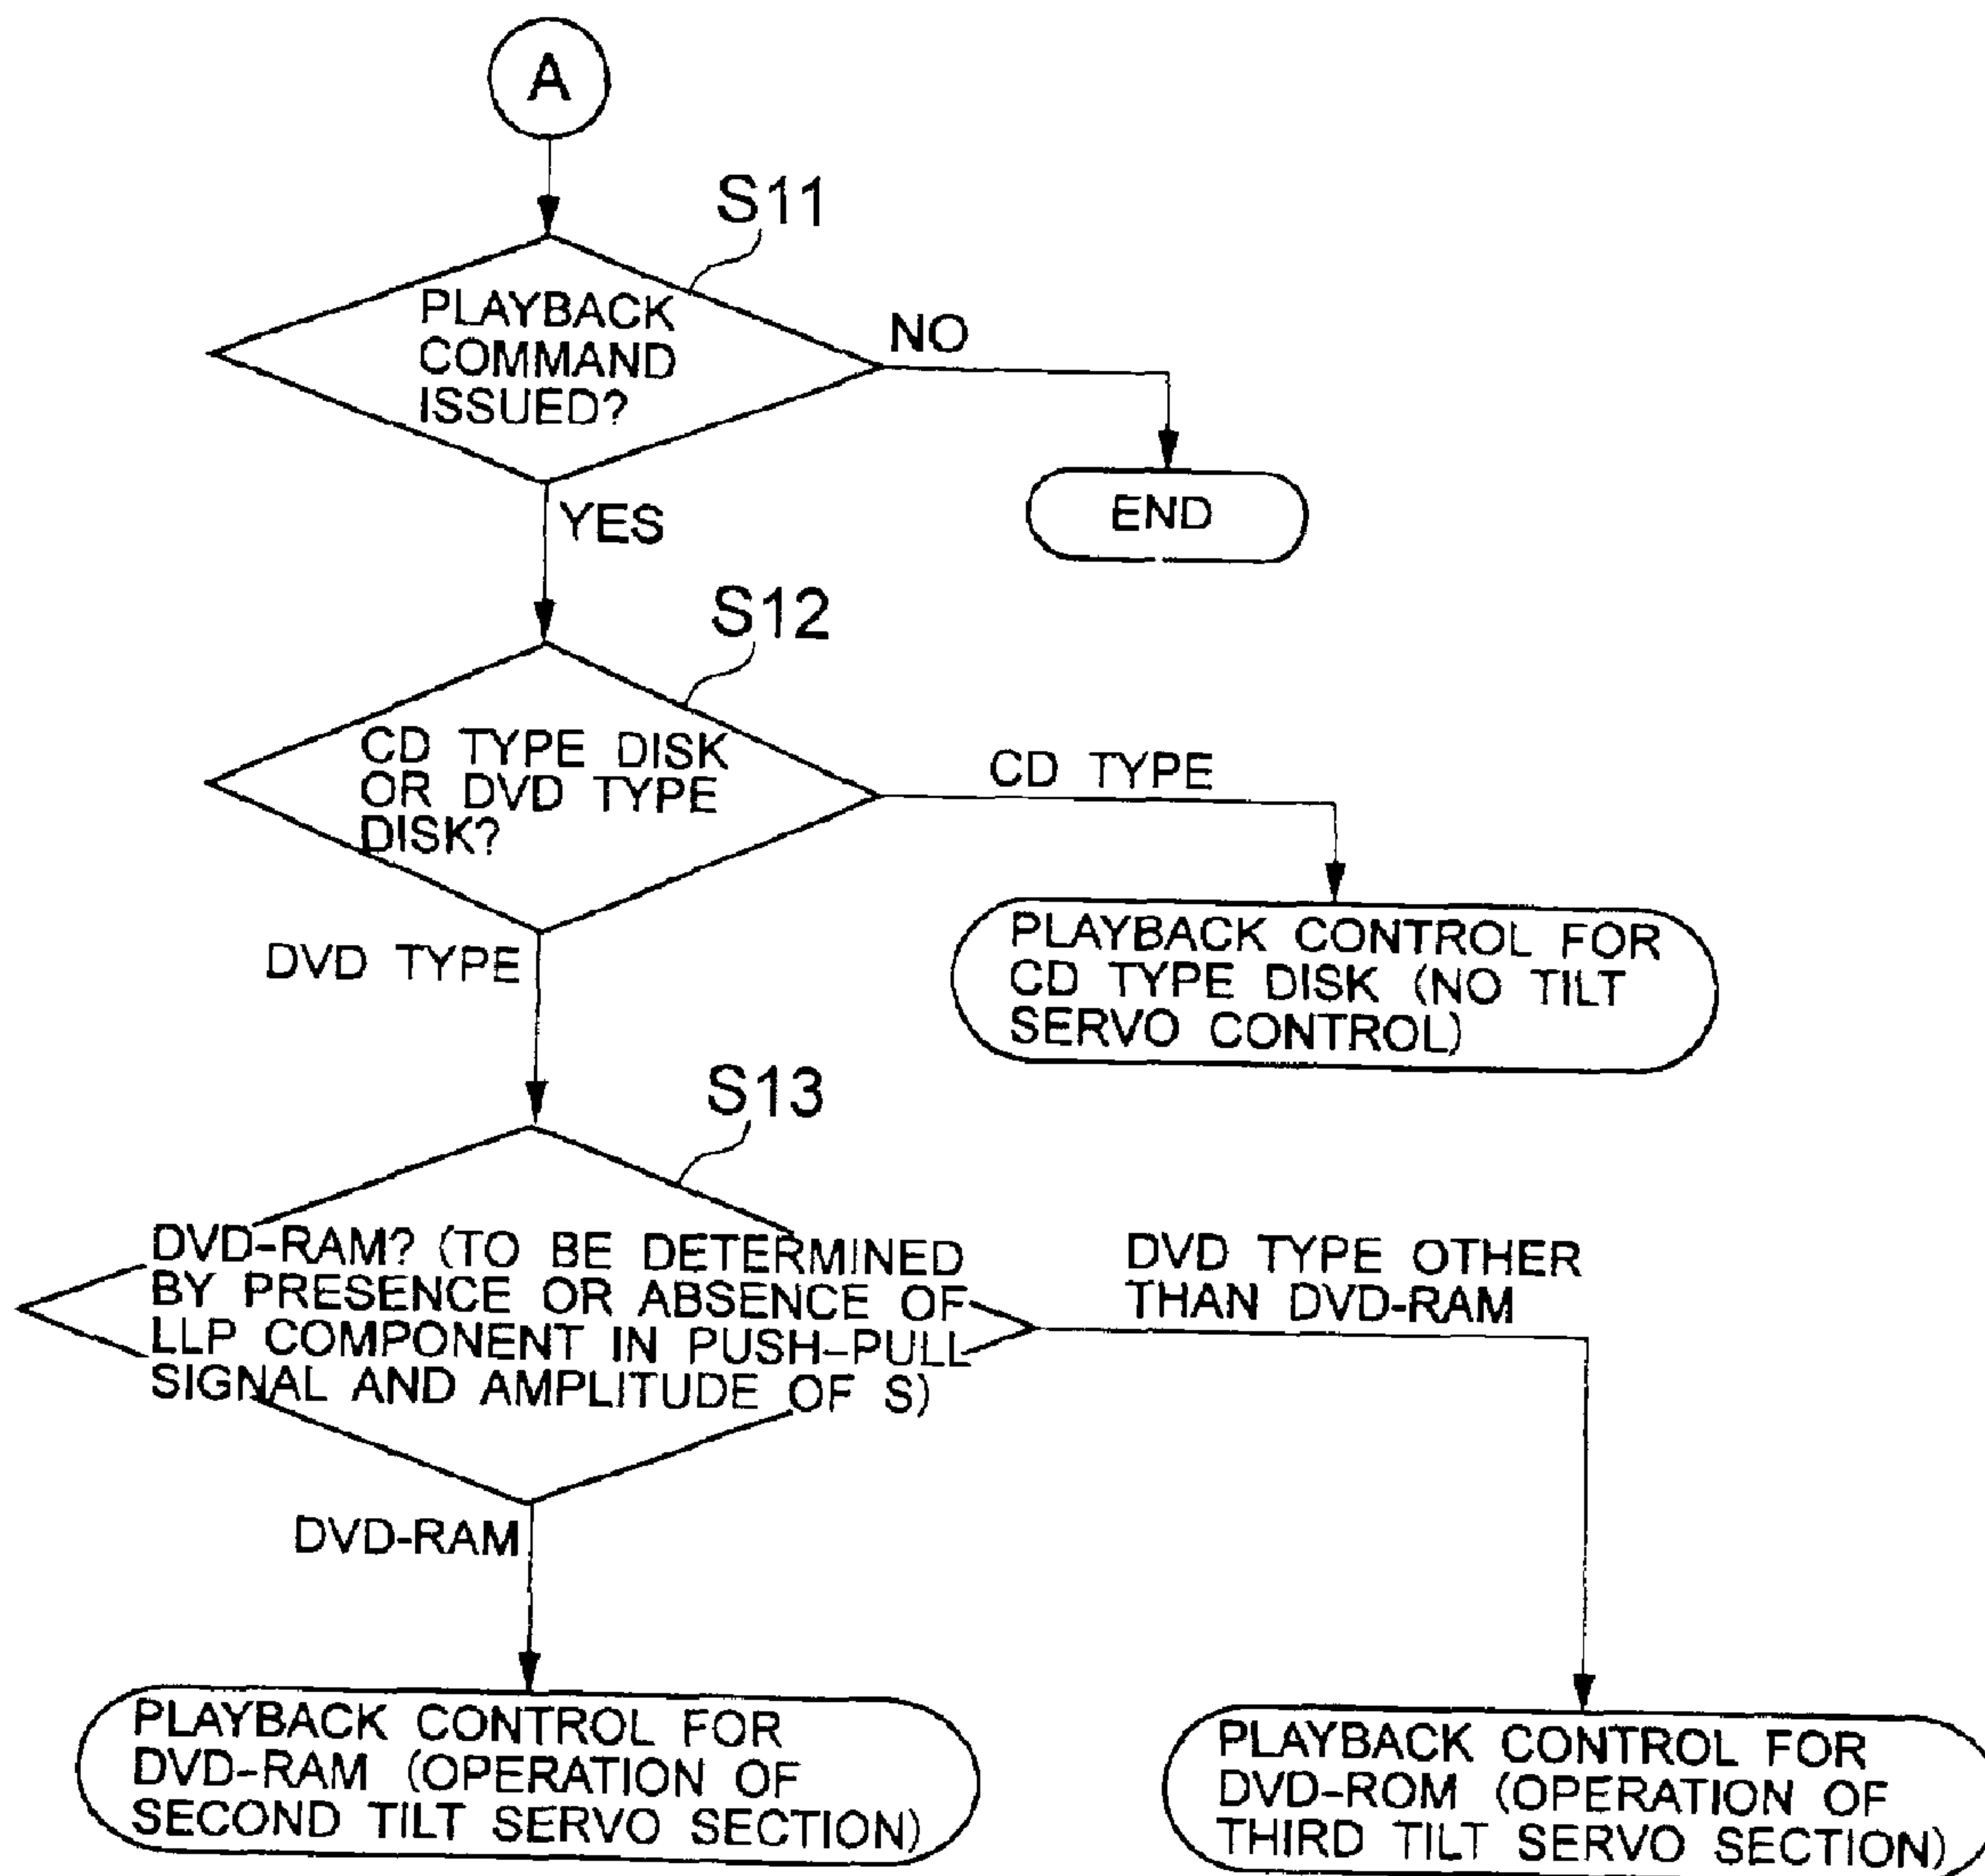 A
S11
PLAYBACK
COMMAND
ISSUED?
NO
END
YES
S12
CD TYPE DISK
OR DVD TYPE
DISK?
CD TYPE
PLAYBACK CONTROL FOR
CD TYPE DISK (NO TILT
SERVO CONTROL)
DVD TYPE
S13
DVD-RAM? (TO BE DETERMINED
BY PRESENCE OR ABSENCE OF
LLP COMPONENT IN PUSH-PULL
SIGNAL AND AMPLITUDE OF S)
DVD TYPE OTHER
THAN DVD-RAM
DVD-RAM
PLAYBACK CONTROL FOR
DVD-RAM (OPERATION OF
SECOND TILT SERVO SECTION)
PLAYBACK CONTROL FOR
DVD-ROM (OPERATION OF
THIRD TILT SERVO SECTION)